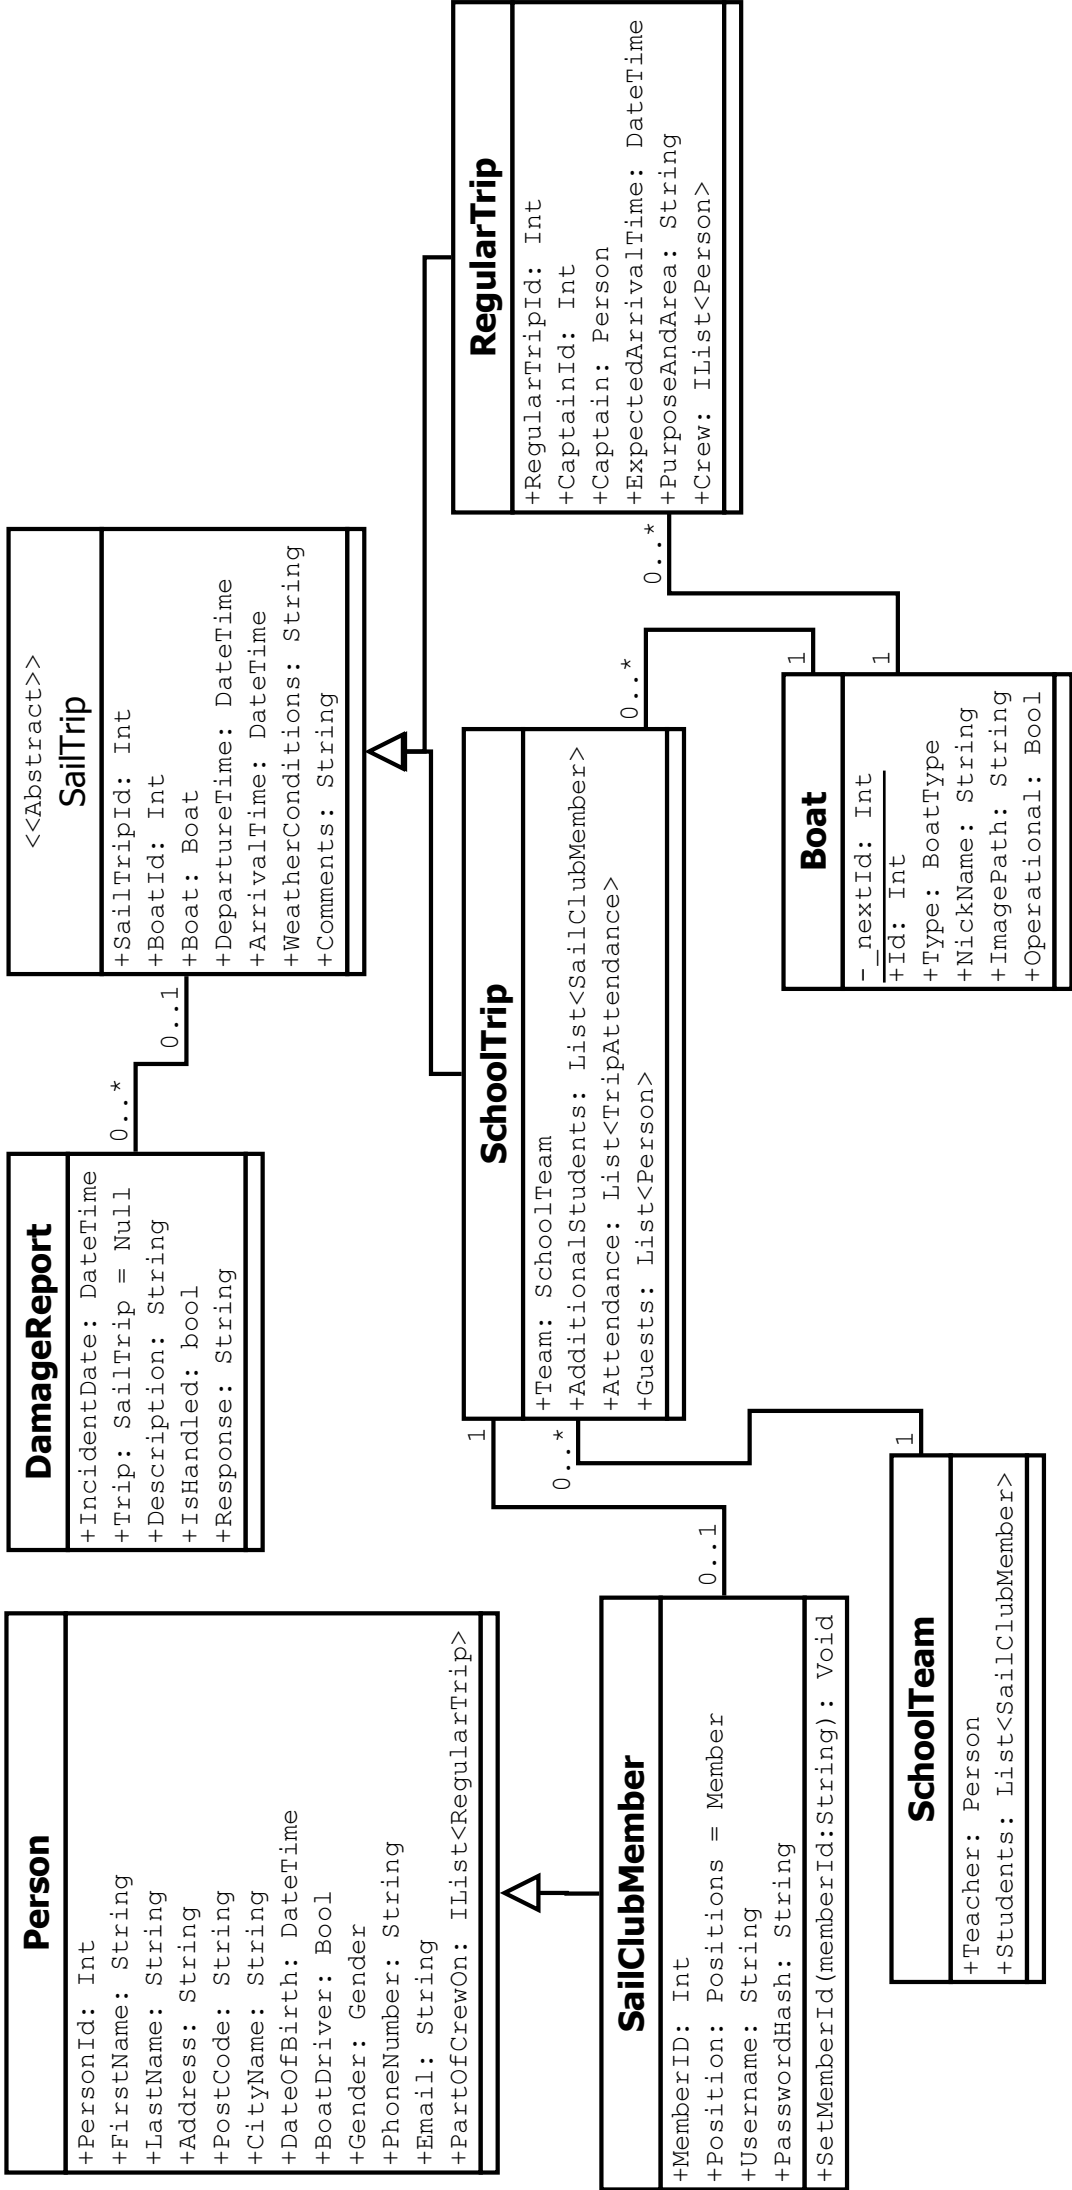 Person
+PersonId: Int
+FirstName: String
+LastName: String
+Address: String
+PostCode: String
+CityName: String
+DateOfBirth: DateTime
+BoatDriver: Bool
+Gender: Gender
+PhoneNumber: String
+Email: String
+PartOfCrewOn: IList<RegularTrip>
DamageReport
+IncidentDate: DateTime
+Trip: SailTrip = Null
+Description: String
+IsHandled: bool
+Response: String
0..*
0..1
<<Abstract>>
SailTrip
+SailTripId: Int
+BoatId: Int
+Boat: Boat
+DepartureTime: DateTime
+ArrivalTime: DateTime
+WeatherConditions: String
+Comments: String
SailClubMember
+MemberID: Int
+Position: Positions = Member
+Username: String
+PasswordHash: String
+SetMemberId(memberId:String): Void
0..1
1
0..*
SchoolTrip
+Team: SchoolTeam
+AdditionalStudents: List<SailClubMember>
+Attendance: List<TripAttendance>
+Guests: List<Person>
0..*
0..*
RegularTrip
+RegularTripId: Int
+CaptainId: Int
+Captain: Person
+ExpectedArrivalTime: DateTime
+PurposeAndArea: String
+Crew: IList<Person>
SchoolTeam
+Teacher: Person
+Students: List<SailClubMember>
1
Boat
-_nextId: Int
+Id: Int
+Type: BoatType
+NickName: String
+ImagePath: String
+Operational: Bool
1
1